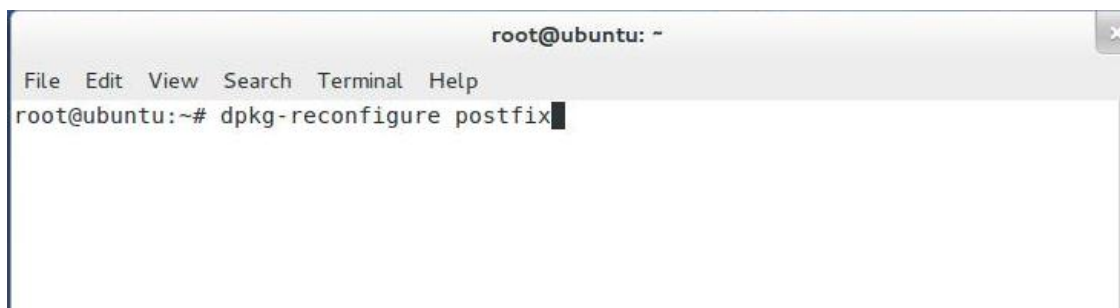 root@ubuntu: ~
File Edit View Search Terminal Help
root@ubuntu:~# dpkg-reconfigure postfix